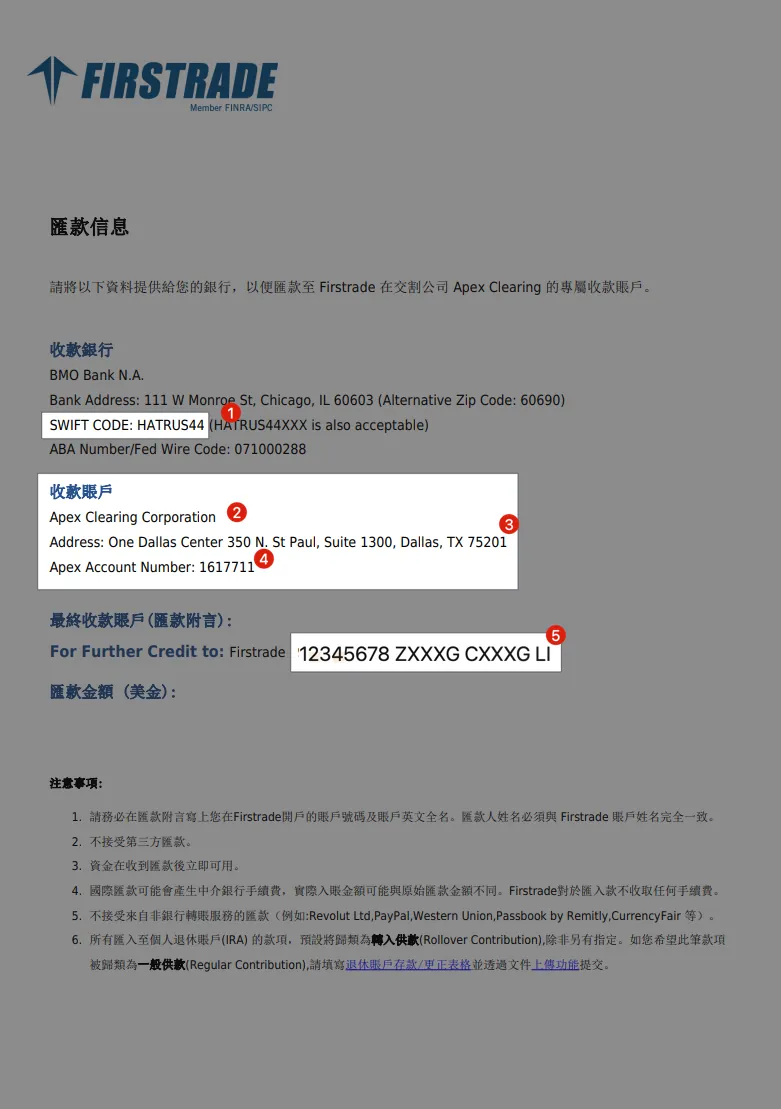 FIRSTRADE
Member FINRA/SIPC
匯款信息
請將以下資料提供給您的銀行，以便匯款至 Firstrade 在交割公司 Apex Clearing 的專屬收款賬戶。
收款銀行
BMO Bank N.A.
Bank Address: 111 W Monroe St, Chicago, IL 60603 (Alternative Zip Code: 60690)
1
SWIFT CODE: HATRUS44 (HATRUS44XXX is also acceptable)
ABA Number/Fed Wire Code: 071000288
收款賬戶
Apex Clearing Corporation 2
Address: One Dallas Center 350 N. St Paul, Suite 1300, Dallas, TX 75201 3
Apex Account Number: 1617711 4
最終收款賬戶(匯款附言):
For Further Credit to: Firstrade 12345678 ZXXXG CXXXG LI 5
匯款金額 (美金):
注意事項:
1. 請務必在匯款附言寫上您在Firstrade開戶的賬戶號碼及賬戶英文全名。匯款人姓名必須與 Firstrade 賬戶姓名完全一致。
2. 不接受第三方匯款。
3. 資金在收到匯款後立即可用。
4. 國際匯款可能會產生中介銀行手續費，實際入賬金額可能與原始匯款金額不同。Firstrade對於匯入款不收取任何手續費。
5. 不接受來自非銀行轉賬服務的匯款（例如:Revolut Ltd,PayPal,Western Union,Passbook by Remitly,CurrencyFair 等）。
6. 所有匯入至個人退休賬戶(IRA) 的款項，預設將歸類為轉入供款(Rollover Contribution),除非另有指定。如您希望此筆款項
被歸類為一般供款(Regular Contribution),請填寫退休賬戶存款/更正表格並透過文件上傳功能提交。